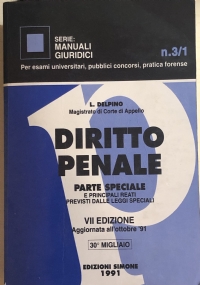 SERIE:
MANUALI
GIURIDICI
n.3/1
Per esami universitari, pubblici concorsi, pratica forense
L. DELPINO
Magistrato di Corte di Appello
DIRITTO
PENALE
PARTE SPECIALE
E PRINCIPALI REATI
PREVISTI DALLE LEGGI SPECIALI
VII EDIZIONE
Aggiornata all'ottobre '91
30° MIGLIAIO
EDIZIONI SIMONE
1991